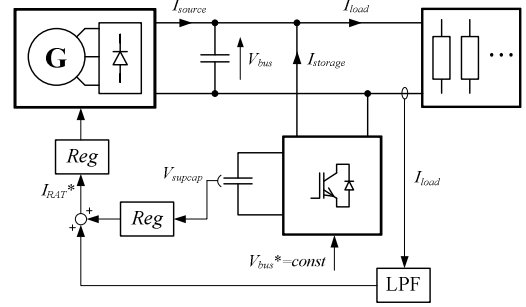 I_source
I_load
G
V_bus
I_storage
...
Reg
V_supcap
I_load
I_RAT*
+
Reg
+
V_bus*=const
LPF